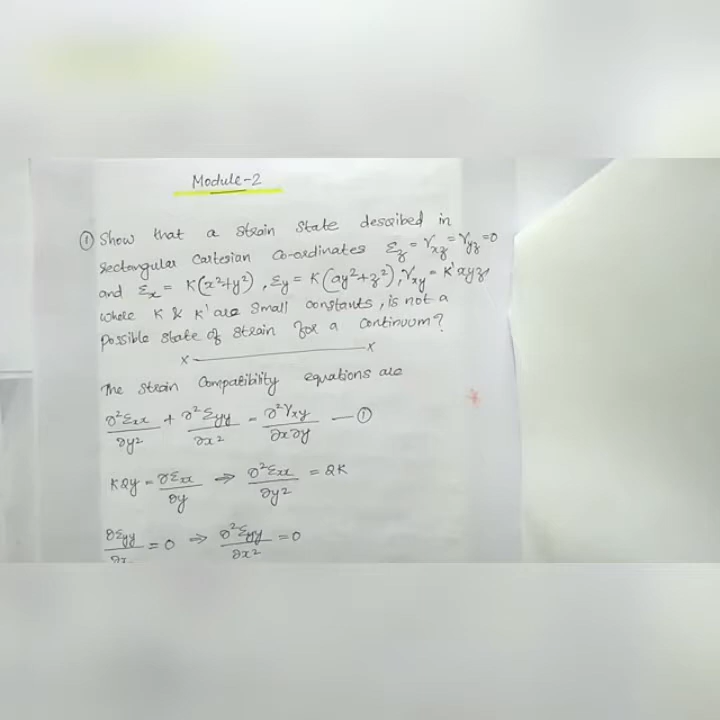 Module-2
① Show that a strain state described in
rectangular cartesian co-ordinates εz = γxz = γyz = 0
and εx = K(x²+y²), εy = K(ay²+z²), γxy = K'xyz,
where K & K' are small constants, is not a
possible state of strain for a continuum?
x ———— x
The strain compatibility equations are
∂²εxx/∂y² + ∂²εyy/∂x² = ∂²γxy/∂x∂y — ①
K2y = ∂εxx/∂y ⇒ ∂²εxx/∂y² = 2K
∂εyy/∂x = 0 ⇒ ∂²εyy/∂x² = 0